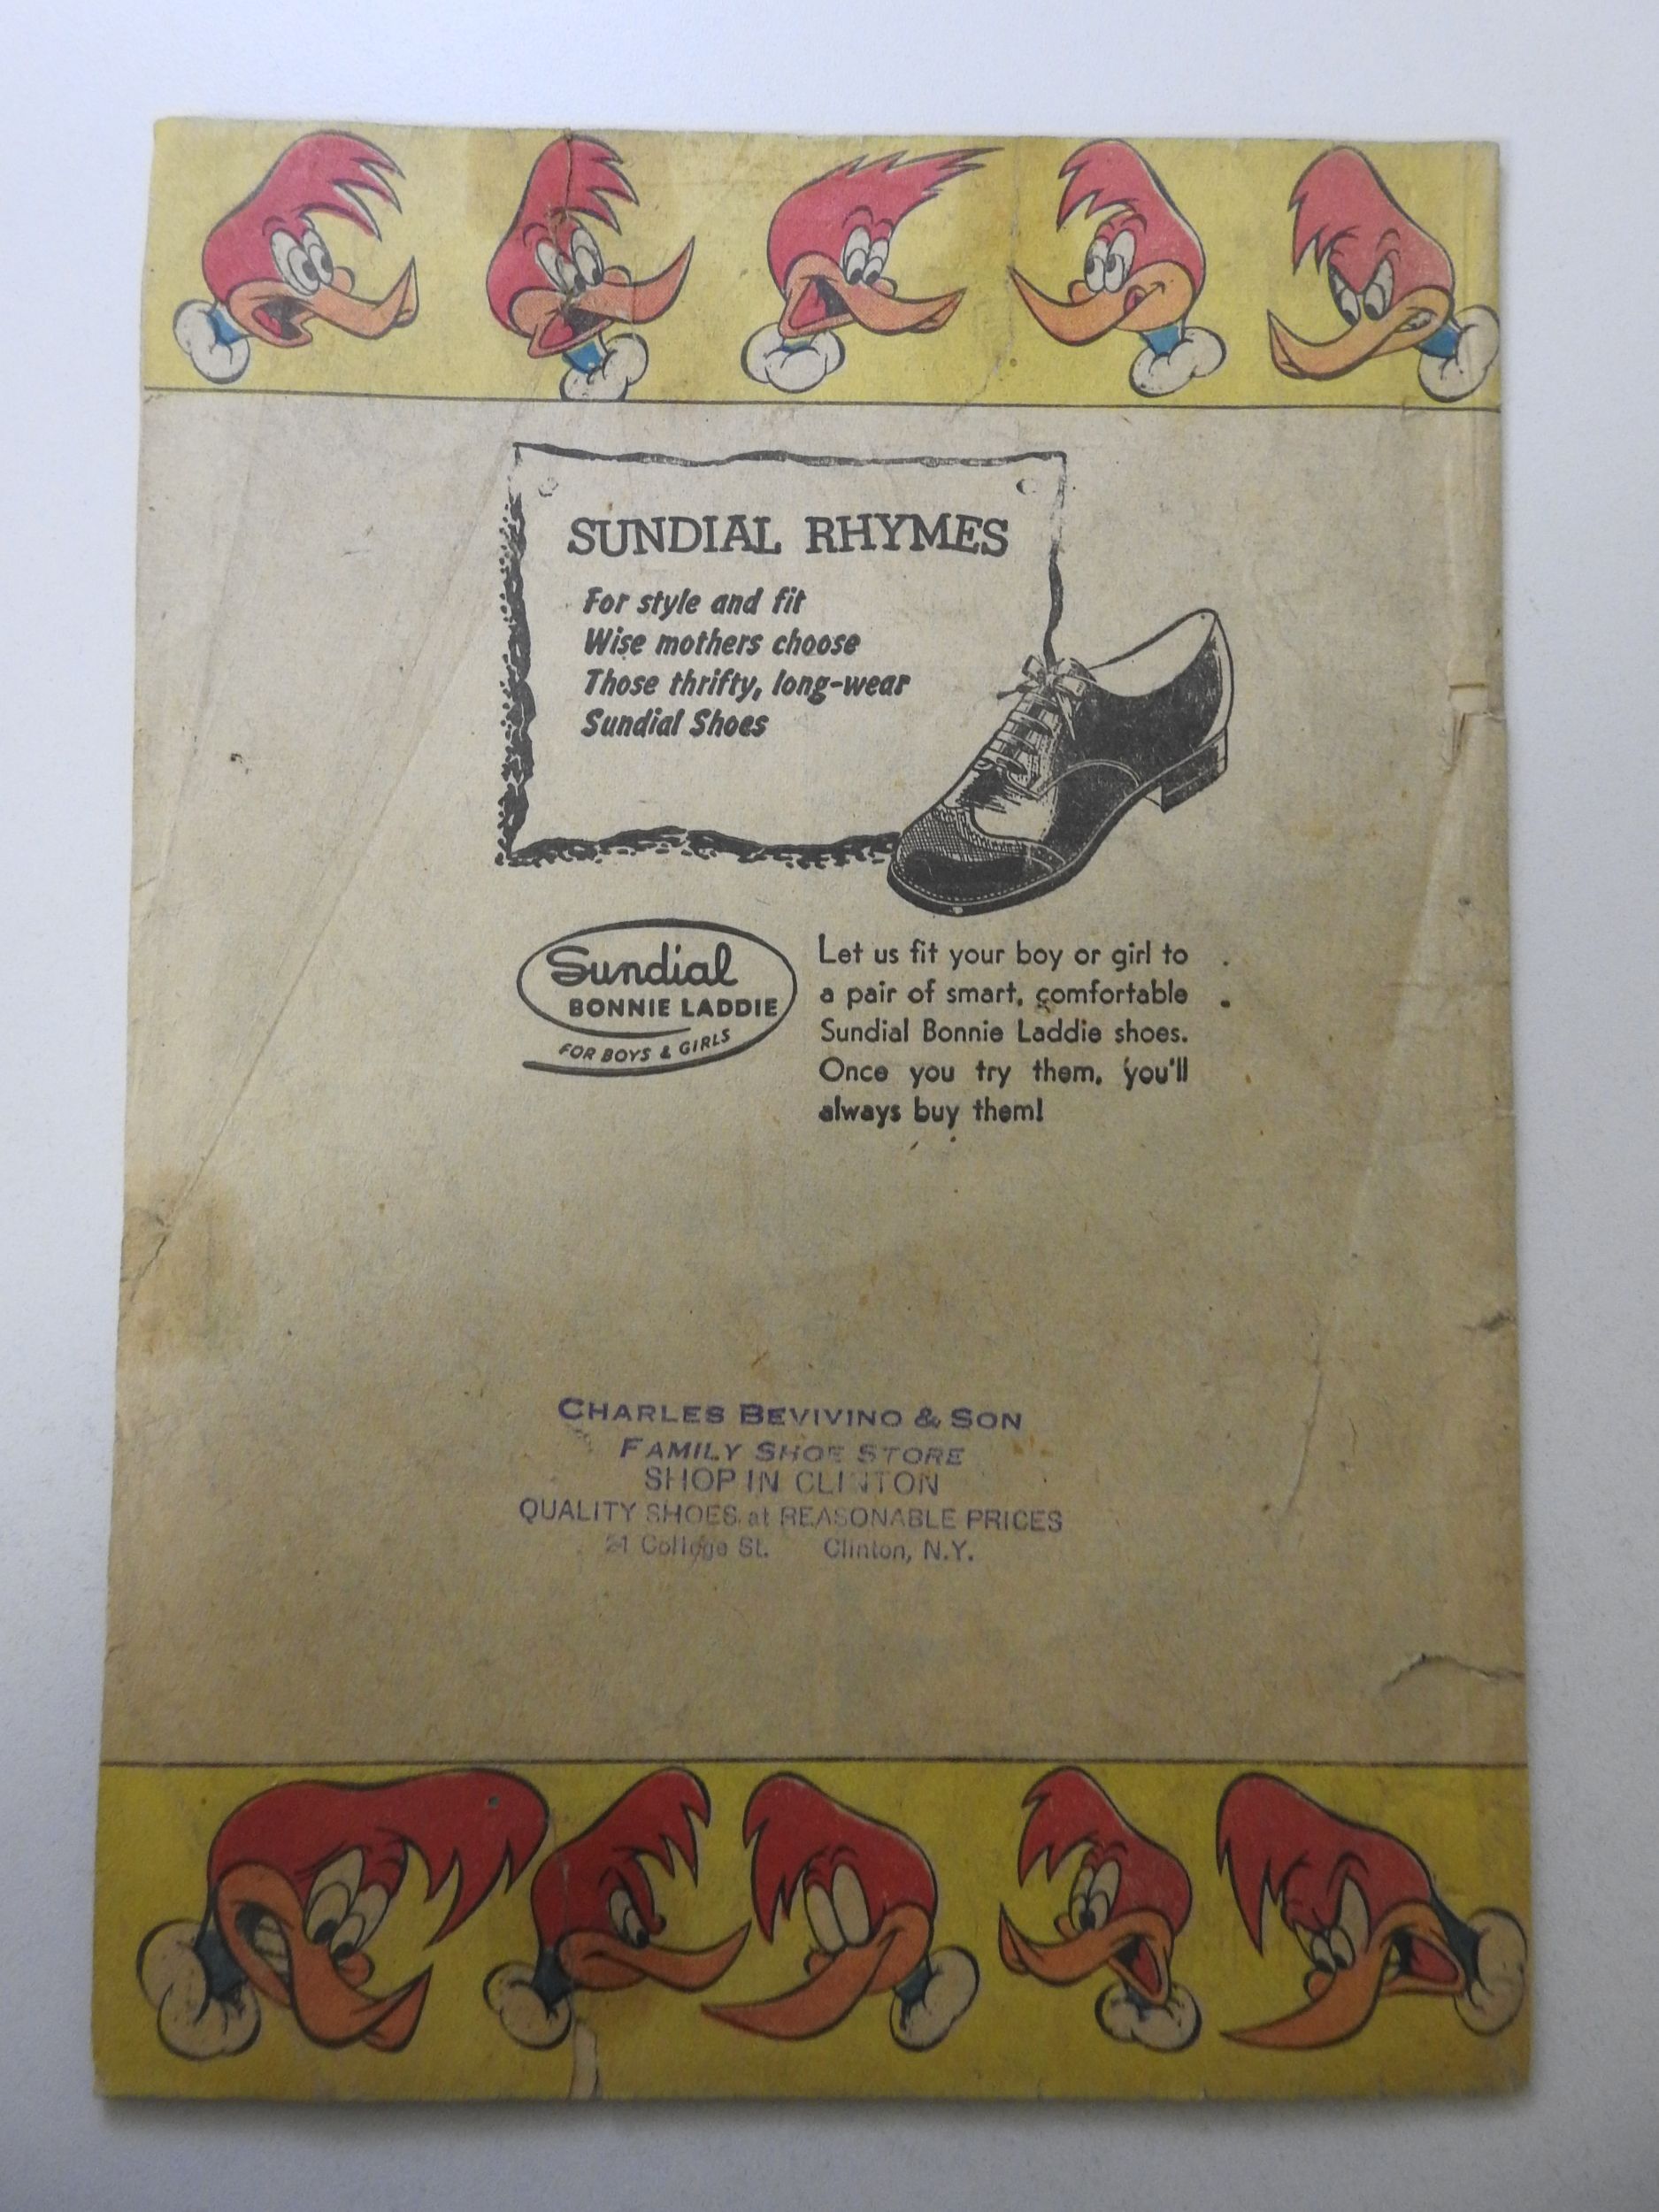 SUNDIAL RHYMES
For style and fit
Wise mothers choose
Those thrifty, long-wear
Sundial Shoes
Sundial
BONNIE LADDIE
FOR BOYS & GIRLS
Let us fit your boy or girl to
a pair of smart, comfortable
Sundial Bonnie Laddie shoes.
Once you try them, you'll
always buy them!
CHARLES BEVIVINO & SON
FAMILY SHOE STORE
SHOP IN CLINTON
QUALITY SHOES at REASONABLE PRICES
21 College St. Clinton, N.Y.